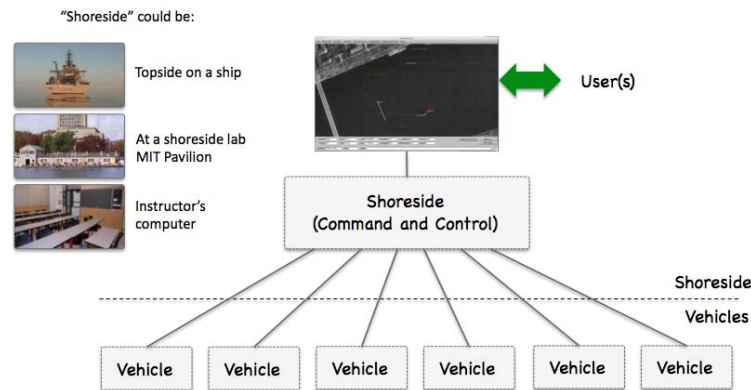 “Shoreside” could be:
Topside on a ship
At a shoreside lab
MIT Pavilion
Instructor’s
computer
User(s)
Shoreside
(Command and Control)
Shoreside
Vehicles
Vehicle
Vehicle
Vehicle
Vehicle
Vehicle
Vehicle